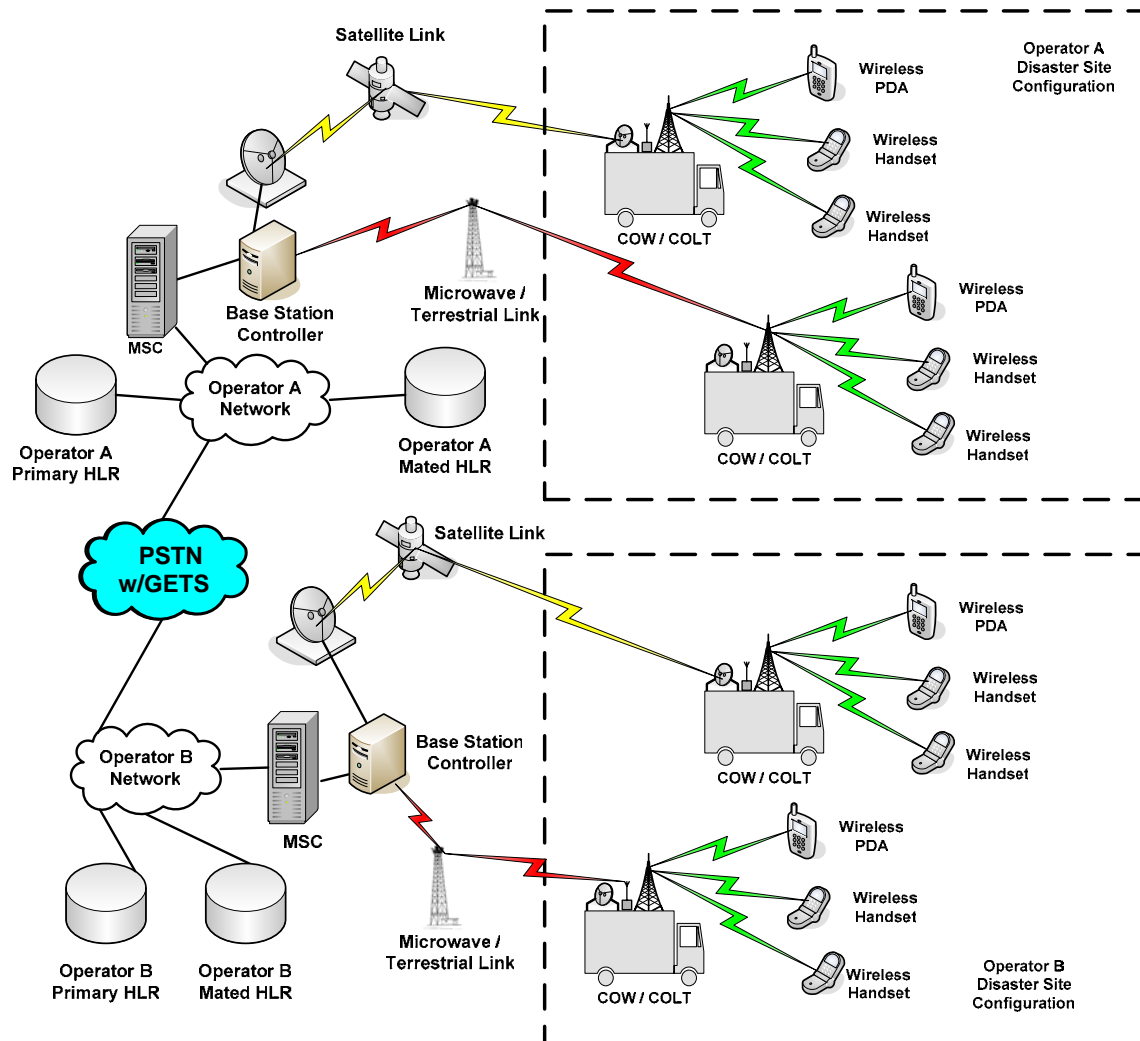 Satellite Link
Operator A
Disaster Site
Configuration
Wireless
PDA
Wireless
Handset
Wireless
Handset
COW / COLT
Wireless
PDA
Wireless
Handset
Wireless
Handset
COW / COLT
Microwave /
Terrestrial Link
Base Station
Controller
MSC
Operator A
Network
Operator A
Primary HLR
Operator A
Mated HLR
PSTN
w/GETS
Satellite Link
Wireless
PDA
Wireless
Handset
Wireless
Handset
COW / COLT
Base Station
Controller
Operator B
Network
MSC
Wireless
PDA
Wireless
Handset
Wireless
Handset
COW / COLT
Microwave /
Terrestrial Link
Operator B
Primary HLR
Operator B
Mated HLR
Operator B
Disaster Site
Configuration